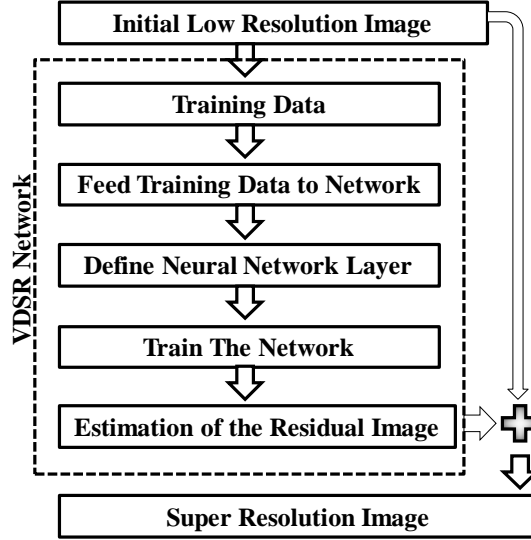 Initial Low Resolution Image
Training Data
Feed Training Data to Network
Define Neural Network Layer
Train The Network
Estimation of the Residual Image
VDSR Network
Super Resolution Image